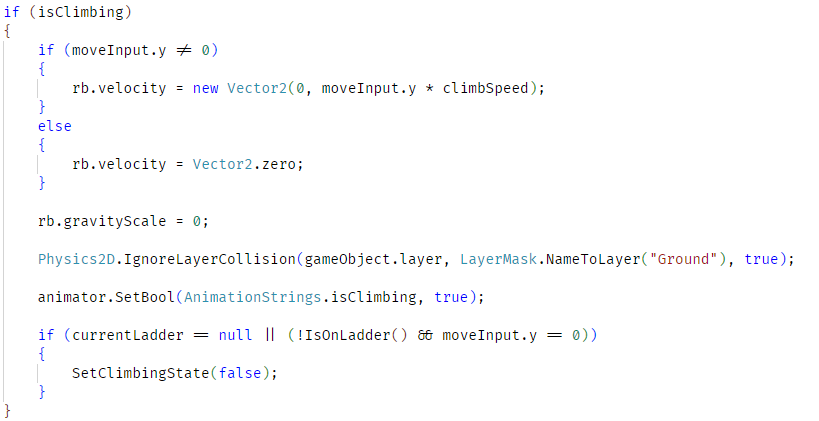 if (isClimbing)
{
    if (moveInput.y != 0)
    {
        rb.velocity = new Vector2(0, moveInput.y * climbSpeed);
    }
    else
    {
        rb.velocity = Vector2.zero;
    }

    rb.gravityScale = 0;

    Physics2D.IgnoreLayerCollision(gameObject.layer, LayerMask.NameToLayer("Ground"), true);

    animator.SetBool(AnimationStrings.isClimbing, true);

    if (currentLadder == null || (!IsOnLadder() && moveInput.y == 0))
    {
        SetClimbingState(false);
    }
}